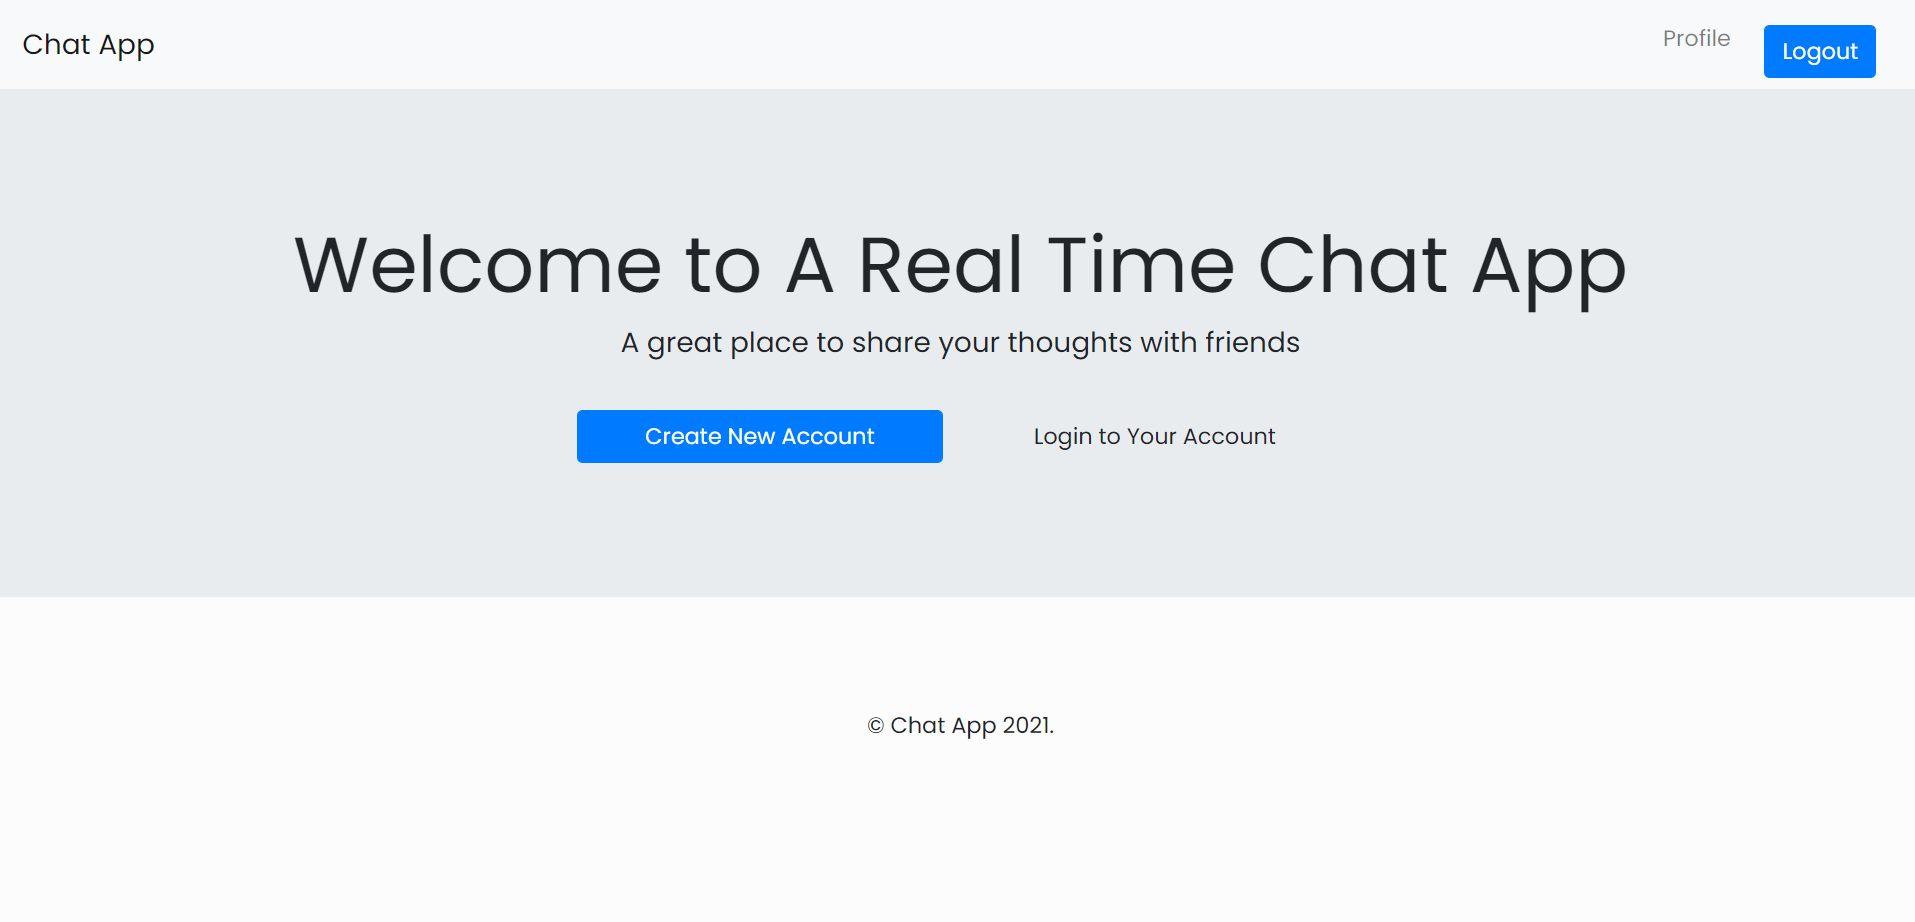 Chat App
Profile
Logout
Welcome to A Real Time Chat App
A great place to share your thoughts with friends
Create New Account
Login to Your Account
© Chat App 2021.